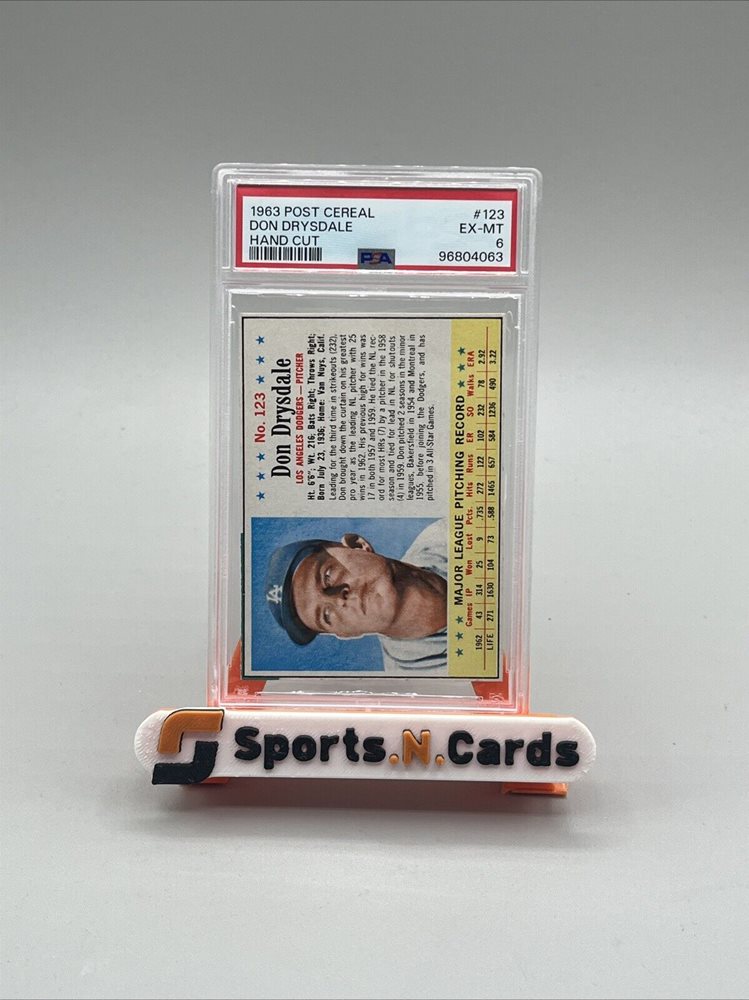 1963 POST CEREAL #123
DON DRYSDALE EX-MT
HAND CUT 6
PSA 96804063
★ ★ ★ ★ No. 123 ★ ★ ★ ★
Don Drysdale
LOS ANGELES DODGERS — PITCHER
Ht. 6'6"; Wt. 216; Bats Right; Throws Right;
Born July 23, 1936; Home: Van Nuys, Calif.
Leading for the third time in strikeouts (232),
Don brought down the curtain on his greatest
pro year as the leading NL pitcher with 25
wins in 1962. His previous high for wins was
17 in both 1957 and 1959. He tied the NL rec-
ord for most HRs (7) by a pitcher in the 1958
season and tied for lead in NL for shutouts
(4) in 1959. Don pitched 2 seasons in the minor
leagues, Bakersfield in 1954 and Montreal in
1955, before joining the Dodgers, and has
pitched in 3 All-Star Games.
LA
★ ★ ★ MAJOR LEAGUE PITCHING RECORD ★ ★ ★
Games IP Won Lost Pcts. Hits Runs ER SO Walks ERA
1962 43 314 25 9 .735 272 122 102 232 78 2.92
LIFE 271 1630 104 73 .588 1465 657 584 1236 490 3.22
Sports.N.Cards